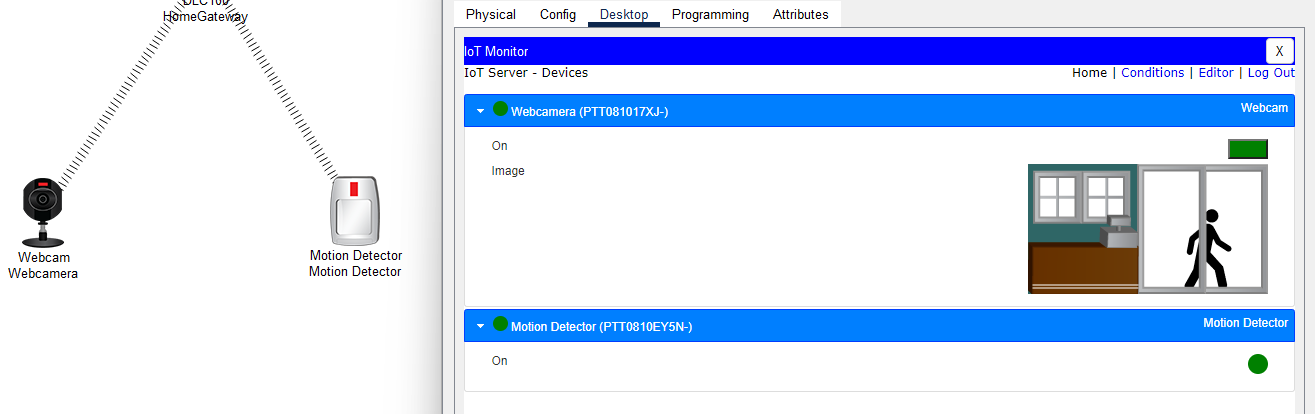 HomeGateway
Webcam
Webcamera
Motion Detector
Motion Detector
Physical Config Desktop Programming Attributes
IoT Monitor X
IoT Server - Devices Home | Conditions | Editor | Log Out
Webcamera (PTT081017XJ-) Webcam
On
Image
Motion Detector (PTT0810EY5N-) Motion Detector
On